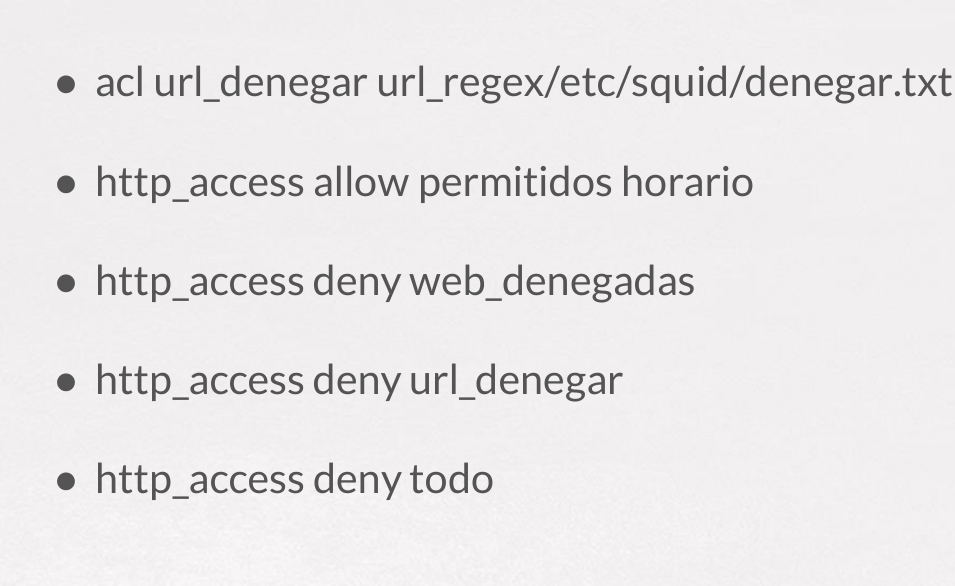 • acl url_denegar url_regex/etc/squid/denegar.txt
• http_access allow permitidos horario
• http_access deny web_denegadas
• http_access deny url_denegar
• http_access deny todo